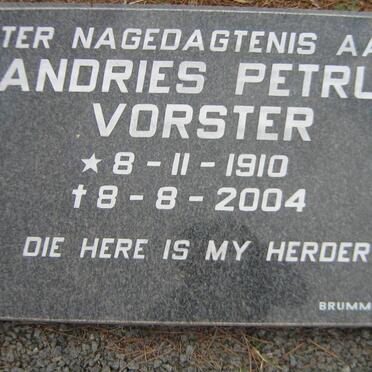 TER NAGEDAGTENIS AA
ANDRIES PETRU
VORSTER
★ 8 - 11 - 1910
† 8 - 8 - 2004
DIE HERE IS MY HERDER
BRUMM